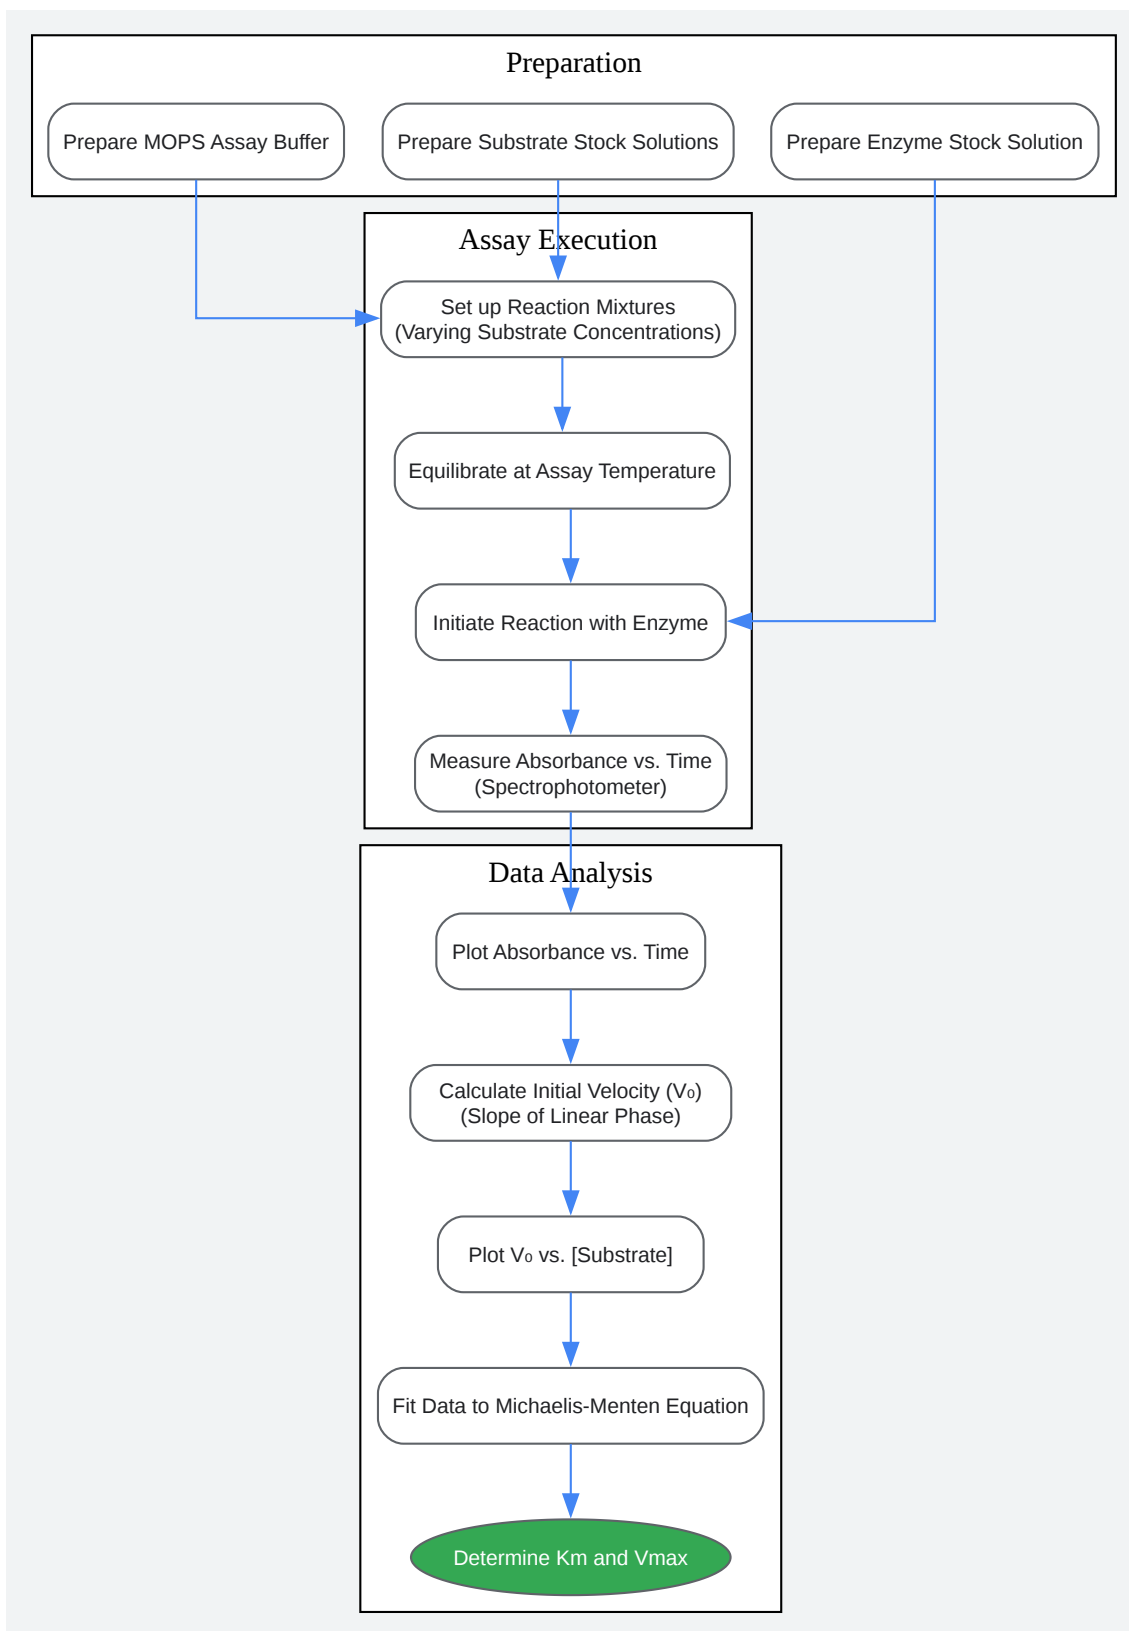 Preparation
Prepare MOPS Assay Buffer
Prepare Substrate Stock Solutions
Prepare Enzyme Stock Solution
Assay Execution
Set up Reaction Mixtures
(Varying Substrate Concentrations)
Equilibrate at Assay Temperature
Initiate Reaction with Enzyme
Measure Absorbance vs. Time
(Spectrophotometer)
Data Analysis
Plot Absorbance vs. Time
Calculate Initial Velocity (V₀)
(Slope of Linear Phase)
Plot V₀ vs. [Substrate]
Fit Data to Michaelis-Menten Equation
Determine Km and Vmax